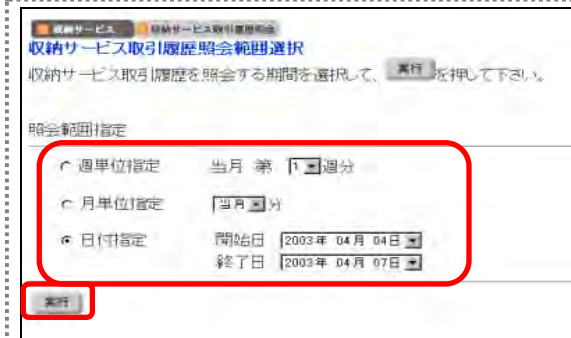 収納サービス 収納サービス取引履歴照会
収納サービス取引履歴照会範囲選択
収納サービス取引履歴を照会する期間を選択して、 実行 を押して下さい。
照会範囲指定
週単位指定 当月 第 1 週分
月単位指定 当月 分
日付指定 開始日 2003年 04月 04日
終了日 2003年 04月 07日
実行